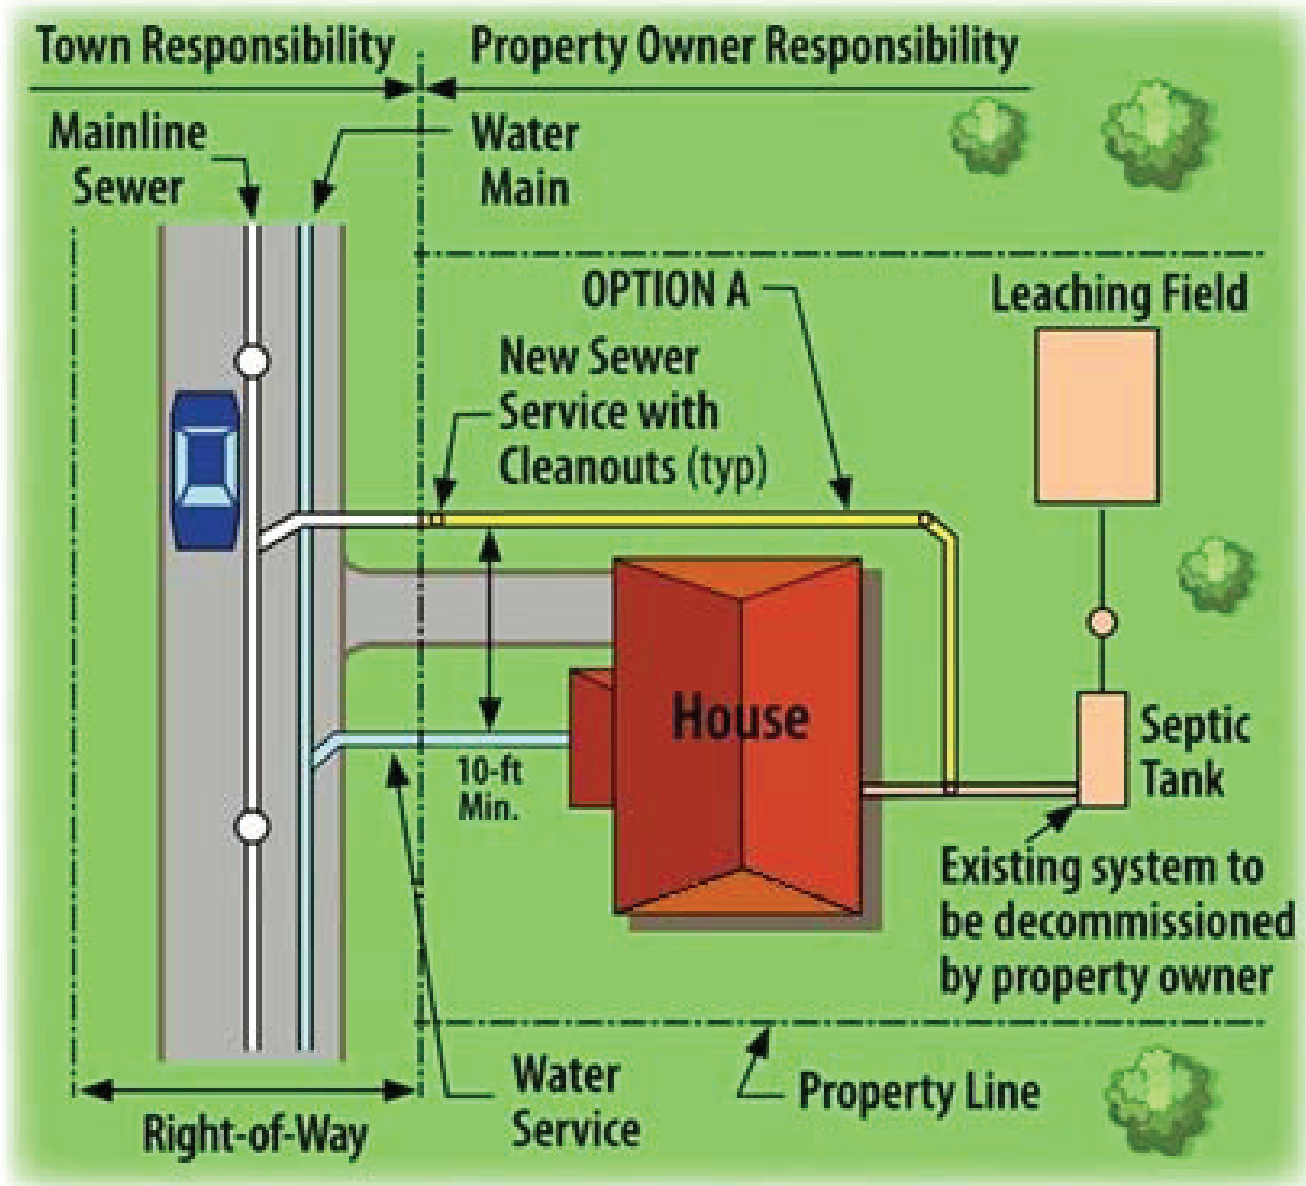 Town Responsibility
Property Owner Responsibility
Mainline
Sewer
Water
Main
OPTION A
Leaching Field
New Sewer
Service with
Cleanouts (typ)
House
10-ft
Min.
Septic
Tank
Existing system to
be decommissioned
by property owner
Water
Service
Property Line
Right-of-Way